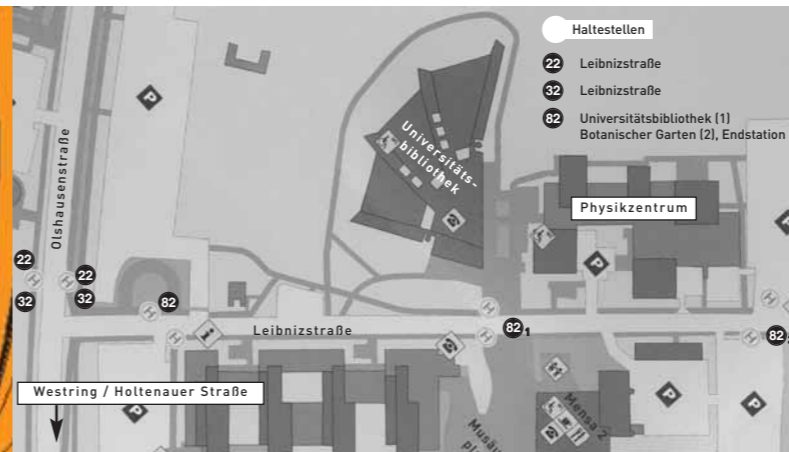 Haltestellen
22 Leibnizstraße
32 Leibnizstraße
82 Universitätsbibliothek (1)
Botanischer Garten (2), Endstation
P
Universitäts-
bibliothek
Olshausenstraße
Physikzentrum
P
22
H
H
22
32
32
H
82
H
H
Leibnizstraße
H
82 1
H
82
Westring / Holtenauer Straße
P
P
P
Mensa 2